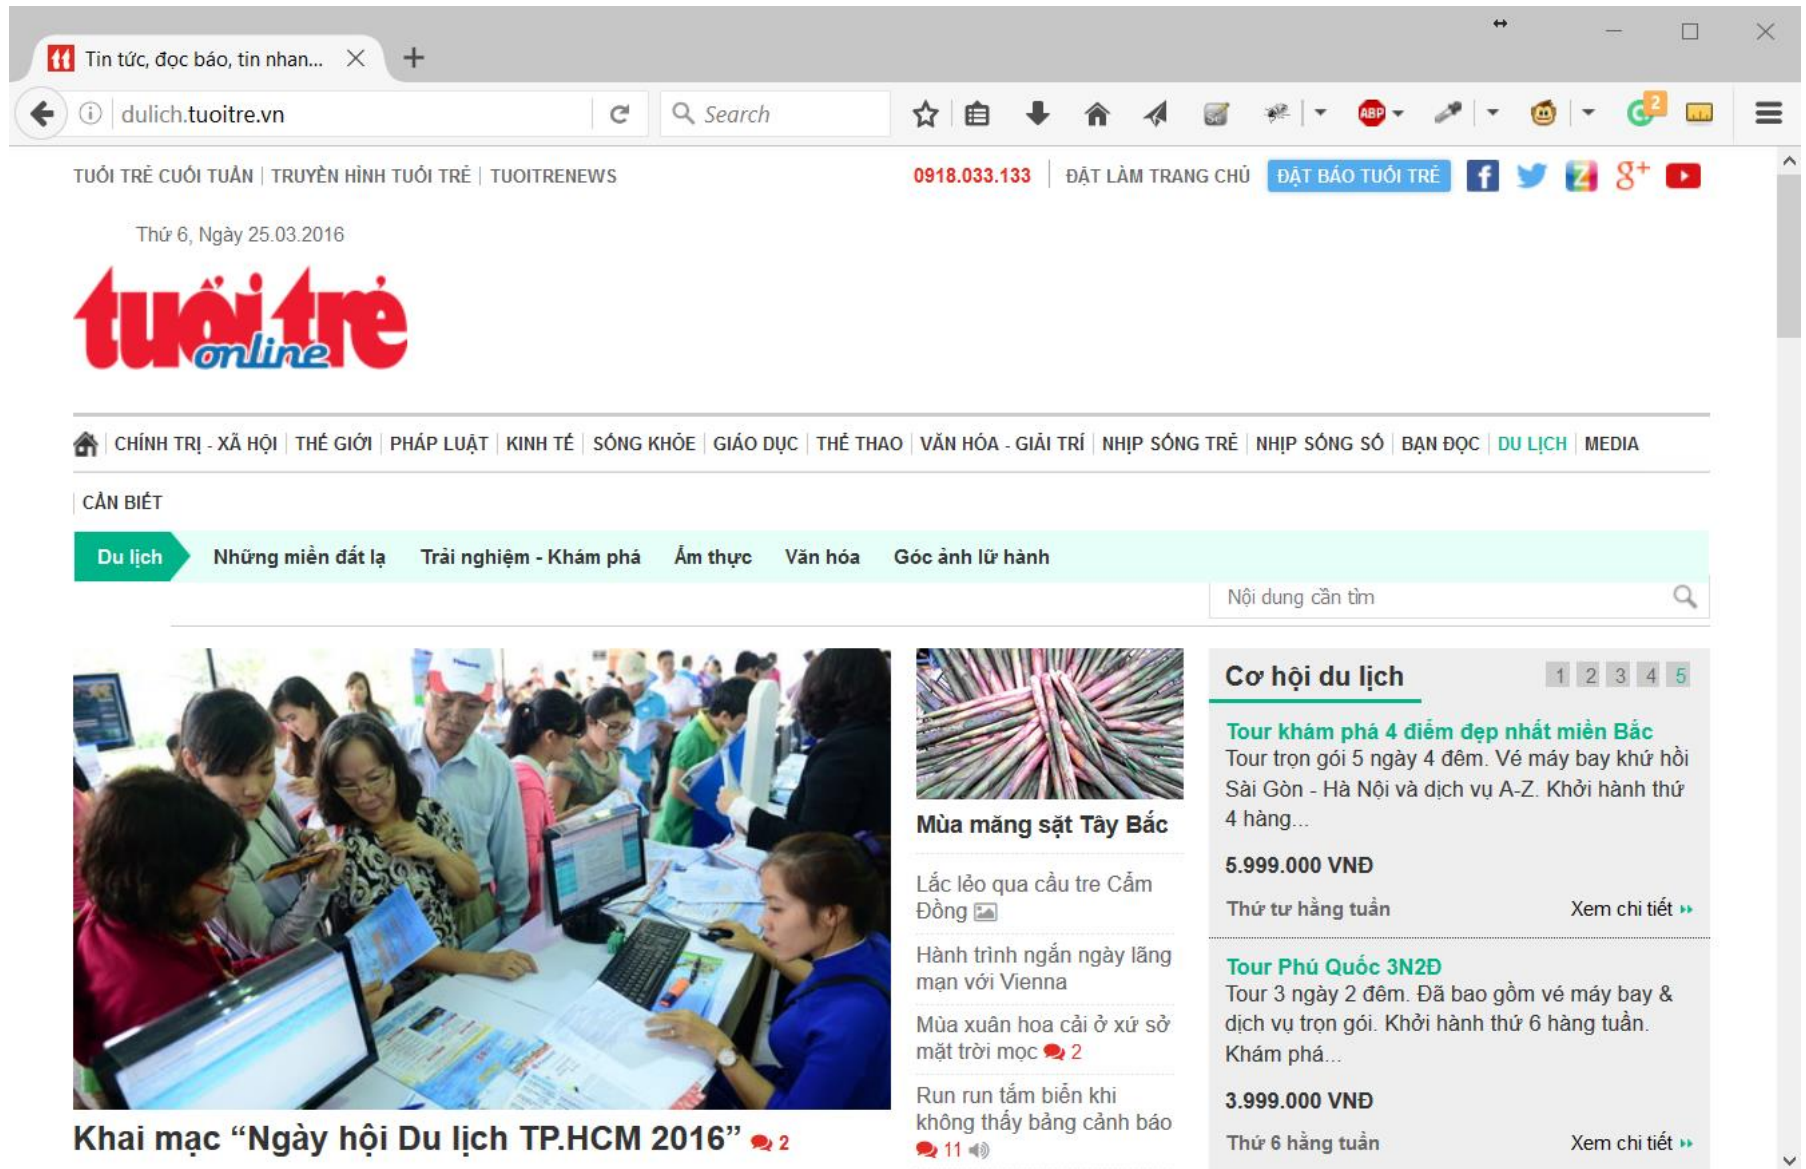 Tin tức, đọc báo, tin nhan...
dulich.tuoitre.vn
Search
ABP
2
TUỔI TRẺ CUỐI TUẦN | TRUYỀN HÌNH TUỔI TRẺ | TUOITRENEWS
0918.033.133 | ĐẶT LÀM TRANG CHỦ ĐẶT BÁO TUỔI TRẺ
Thứ 6, Ngày 25.03.2016
tuổi trẻ
online
CHÍNH TRỊ - XÃ HỘI | THẾ GIỚI | PHÁP LUẬT | KINH TẾ | SỐNG KHỎE | GIÁO DỤC | THỂ THAO | VĂN HÓA - GIẢI TRÍ | NHỊP SỐNG TRẺ | NHỊP SỐNG SỐ | BẠN ĐỌC | DU LỊCH | MEDIA
CẦN BIẾT
Du lịch Những miền đất lạ Trải nghiệm - Khám phá Ẩm thực Văn hóa Góc ảnh lữ hành
Nội dung cần tìm
Khai mạc “Ngày hội Du lịch TP.HCM 2016” 2
Mùa măng sặt Tây Bắc
Lắc lẻo qua cầu tre Cẩm
Đồng
Hành trình ngắn ngày lãng
mạn với Vienna
Mùa xuân hoa cải ở xứ sở
mặt trời mọc 2
Run run tắm biển khi
không thấy bảng cảnh báo
11
Cơ hội du lịch 1 2 3 4 5
Tour khám phá 4 điểm đẹp nhất miền Bắc
Tour trọn gói 5 ngày 4 đêm. Vé máy bay khứ hồi
Sài Gòn - Hà Nội và dịch vụ A-Z. Khởi hành thứ
4 hàng...
5.999.000 VNĐ
Thứ tư hằng tuần Xem chi tiết
Tour Phú Quốc 3N2Đ
Tour 3 ngày 2 đêm. Đã bao gồm vé máy bay &
dịch vụ trọn gói. Khởi hành thứ 6 hàng tuần.
Khám phá...
3.999.000 VNĐ
Thứ 6 hằng tuần Xem chi tiết